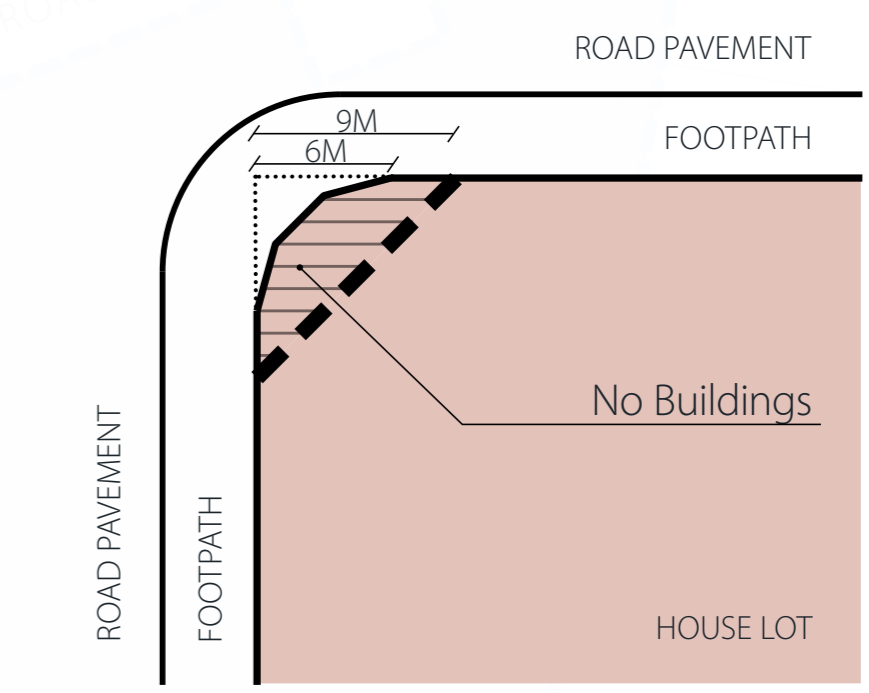 ROAD PAVEMENT
9M
FOOTPATH
6M
No Buildings
ROAD PAVEMENT
FOOTPATH
HOUSE LOT